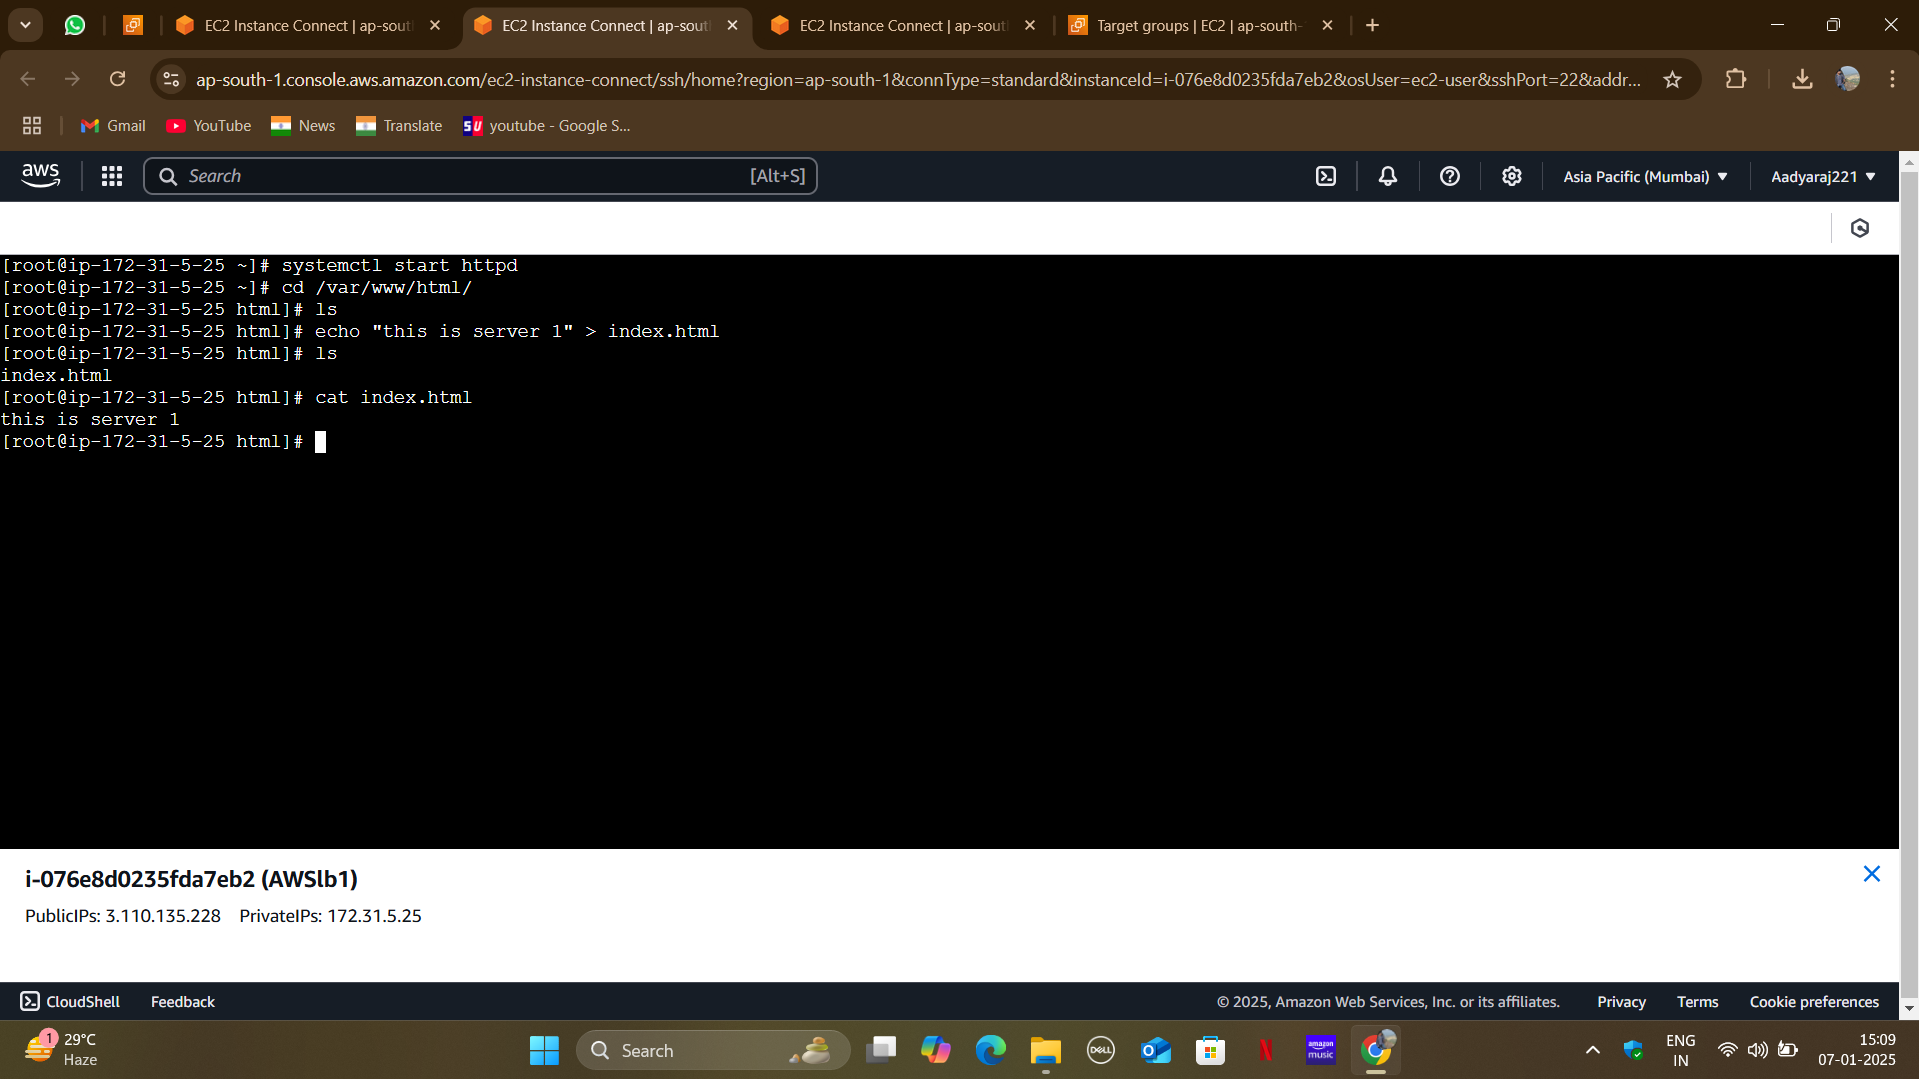 EC2 Instance Connect | ap-sout
EC2 Instance Connect | ap-sout
EC2 Instance Connect | ap-sout
Target groups | EC2 | ap-south-
ap-south-1.console.aws.amazon.com/ec2-instance-connect/ssh/home?region=ap-south-1&connType=standard&instanceId=i-076e8d0235fda7eb2&osUser=ec2-user&sshPort=22&addr...
Gmail
YouTube
News
Translate
SU youtube - Google S...
aws
Search [Alt+S]
Asia Pacific (Mumbai)
Aadyaraj221
[root@ip-172-31-5-25 ~]# systemctl start httpd
[root@ip-172-31-5-25 ~]# cd /var/www/html/
[root@ip-172-31-5-25 html]# ls
[root@ip-172-31-5-25 html]# echo "this is server 1" > index.html
[root@ip-172-31-5-25 html]# ls
index.html
[root@ip-172-31-5-25 html]# cat index.html
this is server 1
[root@ip-172-31-5-25 html]#
i-076e8d0235fda7eb2 (AWSlb1)
PublicIPs: 3.110.135.228 PrivateIPs: 172.31.5.25
CloudShell
Feedback
© 2025, Amazon Web Services, Inc. or its affiliates.
Privacy
Terms
Cookie preferences
1
29°C
Haze
Search
DELL
amazon
music
ENG
IN
15:09
07-01-2025